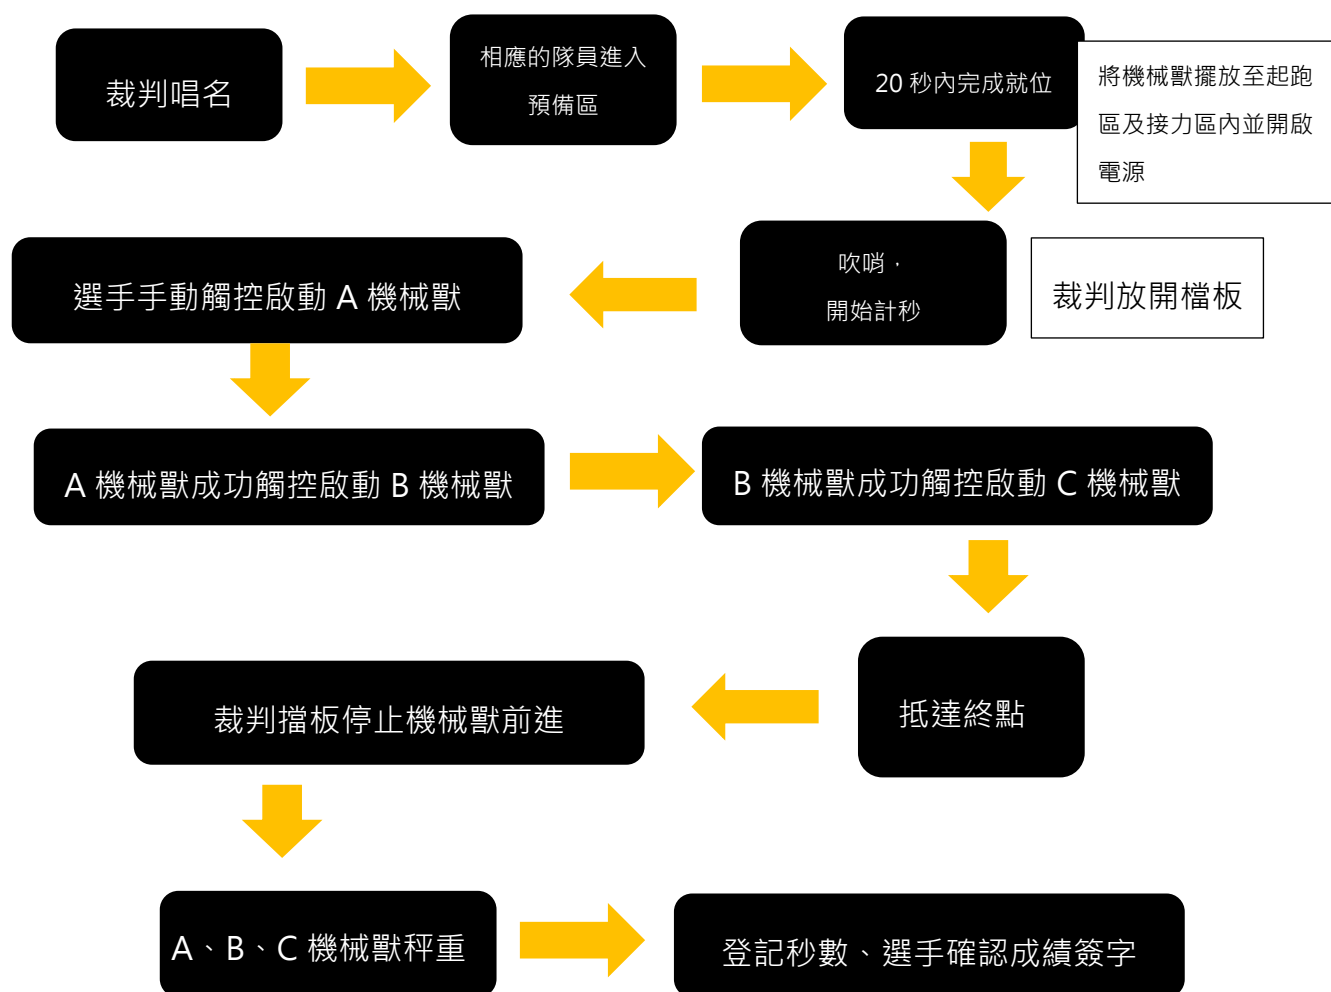 裁判唱名
相應的隊員進入
預備區
20 秒內完成就位
將機械獸擺放至起跑
區及接力區內並開啟
電源
吹哨，
開始計秒
裁判放開檔板
選手手動觸控啟動 A 機械獸
A 機械獸成功觸控啟動 B 機械獸
B 機械獸成功觸控啟動 C 機械獸
抵達終點
裁判擋板停止機械獸前進
A、B、C 機械獸秤重
登記秒數、選手確認成績簽字